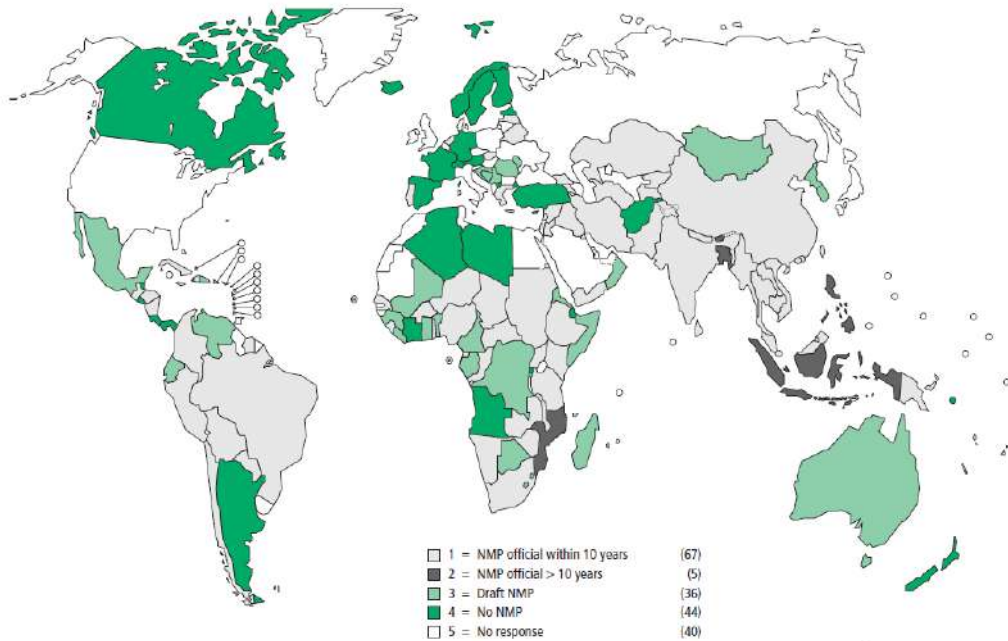 1 = NMP official within 10 years (67)
2 = NMP official > 10 years (5)
3 = Draft NMP (36)
4 = No NMP (44)
5 = No response (40)